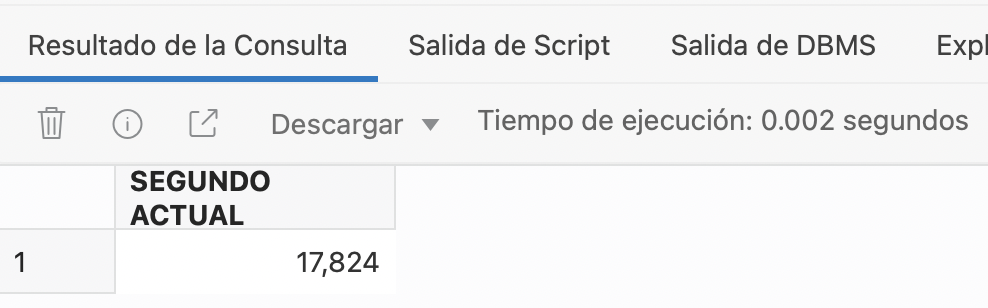 Resultado de la Consulta Salida de Script Salida de DBMS Expl
Descargar Tiempo de ejecución: 0.002 segundos
SEGUNDO
ACTUAL
1 17,824